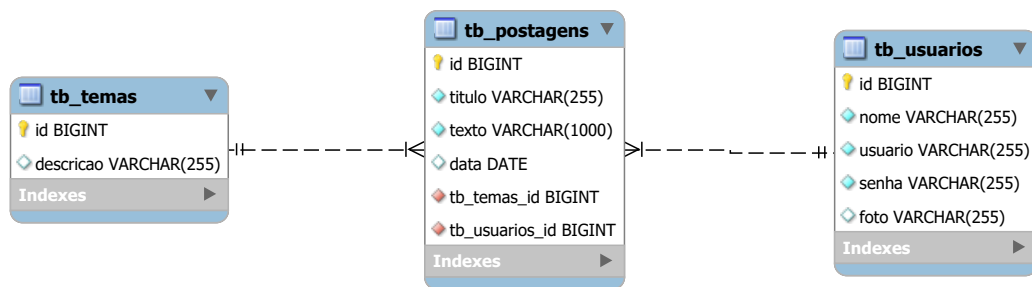 tb_temas
id BIGINT
descricao VARCHAR(255)
Indexes
tb_postagens
id BIGINT
titulo VARCHAR(255)
texto VARCHAR(1000)
data DATE
tb_temas_id BIGINT
tb_usuarios_id BIGINT
Indexes
tb_usuarios
id BIGINT
nome VARCHAR(255)
usuario VARCHAR(255)
senha VARCHAR(255)
foto VARCHAR(255)
Indexes